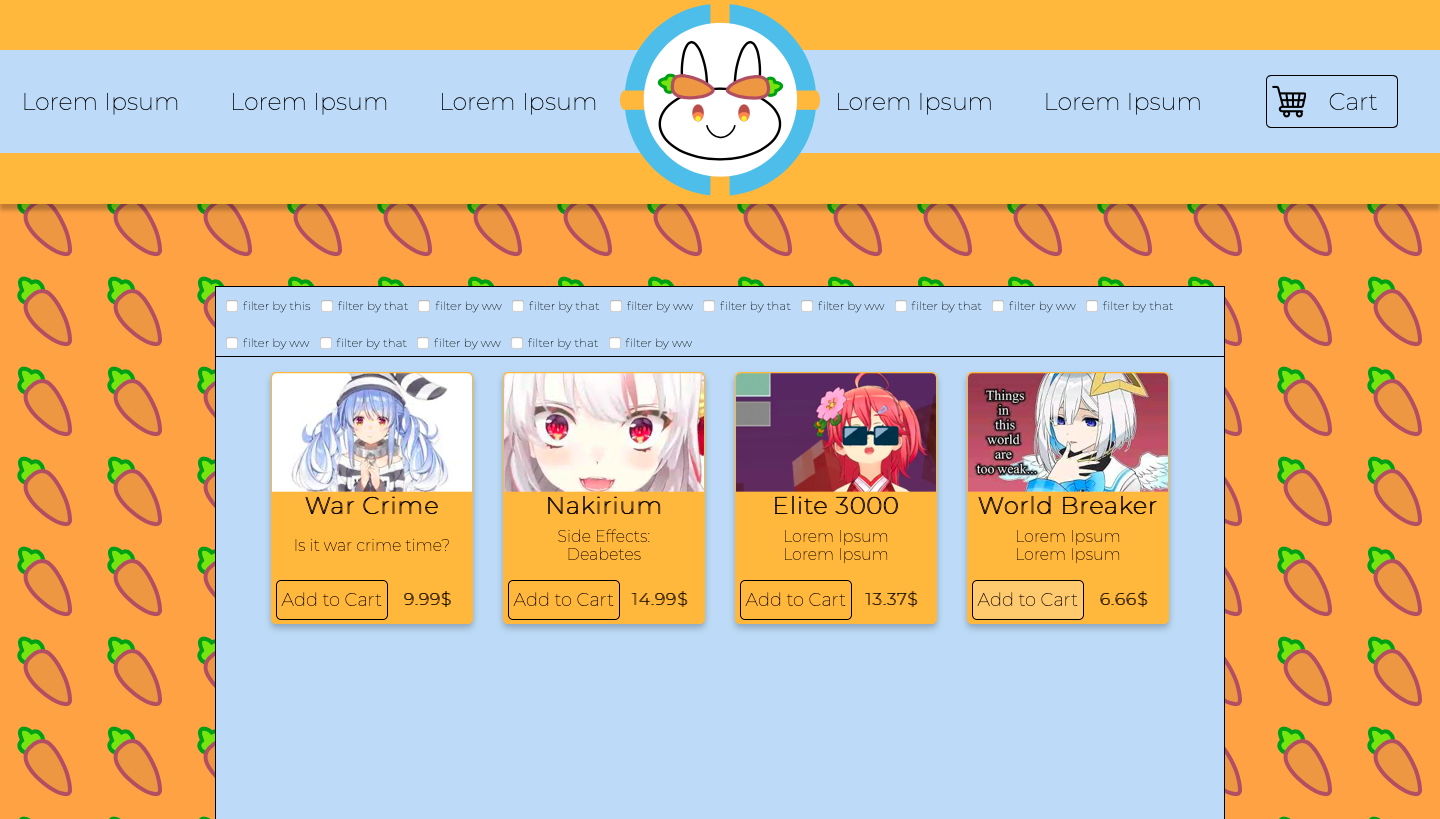 Lorem Ipsum Lorem Ipsum Lorem Ipsum Lorem Ipsum Lorem Ipsum Cart
filter by this filter by that filter by ww filter by that filter by ww filter by that filter by ww filter by that filter by ww filter by that
filter by ww filter by that filter by ww filter by that filter by ww
Things
in
this
world
are
too weak...
War Crime
Is it war crime time?
Add to Cart 9.99$
Nakirium
Side Effects:
Deabetes
Add to Cart 14.99$
Elite 3000
Lorem Ipsum
Lorem Ipsum
Add to Cart 13.37$
World Breaker
Lorem Ipsum
Lorem Ipsum
Add to Cart 6.66$